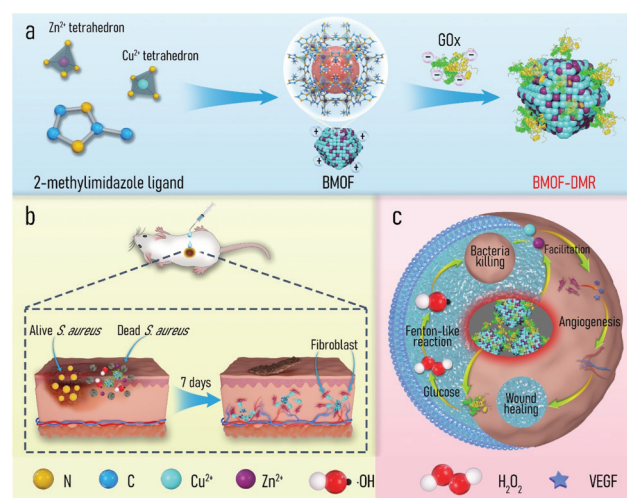 a
Zn²⁺ tetrahedron
Cu²⁺ tetrahedron
2-methylimidazole ligand
BMOF
GOx
BMOF-DMR
b
Alive S. aureus
Dead S. aureus
7 days
Fibroblast
c
Bacteria
killing
Facilitation
Angiogenesis
Fenton-like
reaction
Glucose
Wound
healing
N
C
Cu²⁺
Zn²⁺
·OH
H₂O₂
VEGF